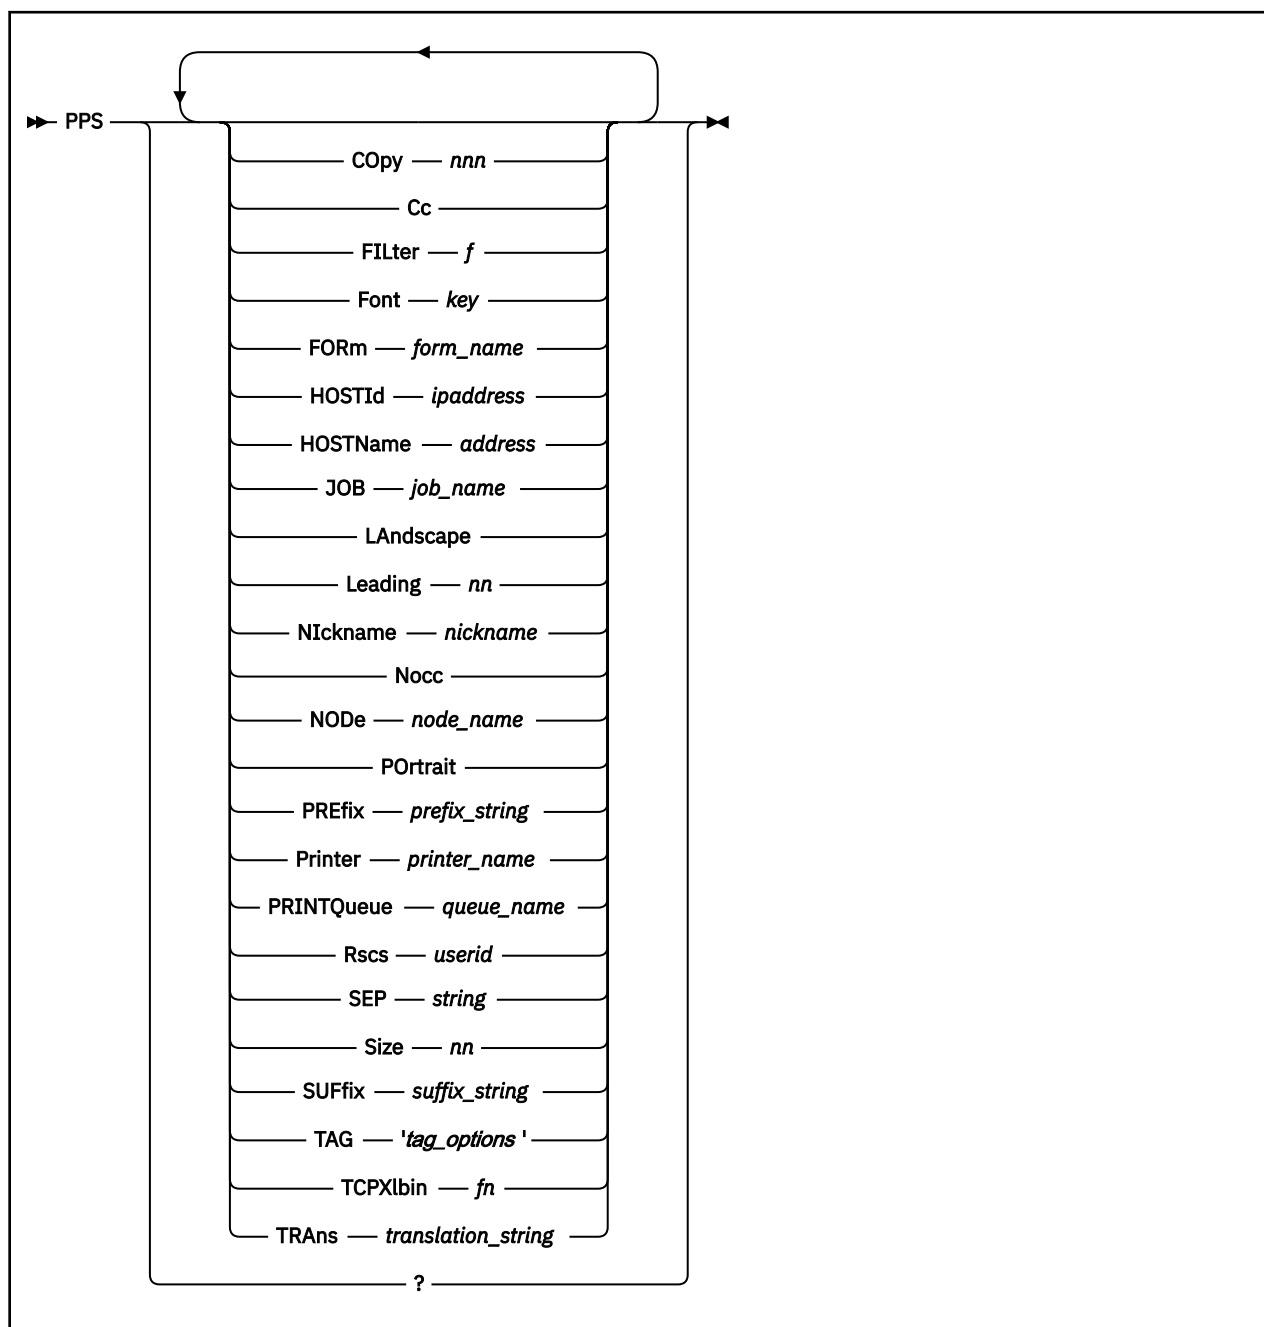 PPS
COpy nnn
Cc
FILter f
Font key
FORm form_name
HOSTId ipaddress
HOSTName address
JOB job_name
LAndscape
Leading nn
NIckname nickname
Nocc
NODe node_name
POrtrait
PREfix prefix_string
Printer printer_name
PRINTQueue queue_name
Rscs userid
SEP string
Size nn
SUFfix suffix_string
TAG 'tag_options '
TCPXlbin fn
TRAns translation_string
?